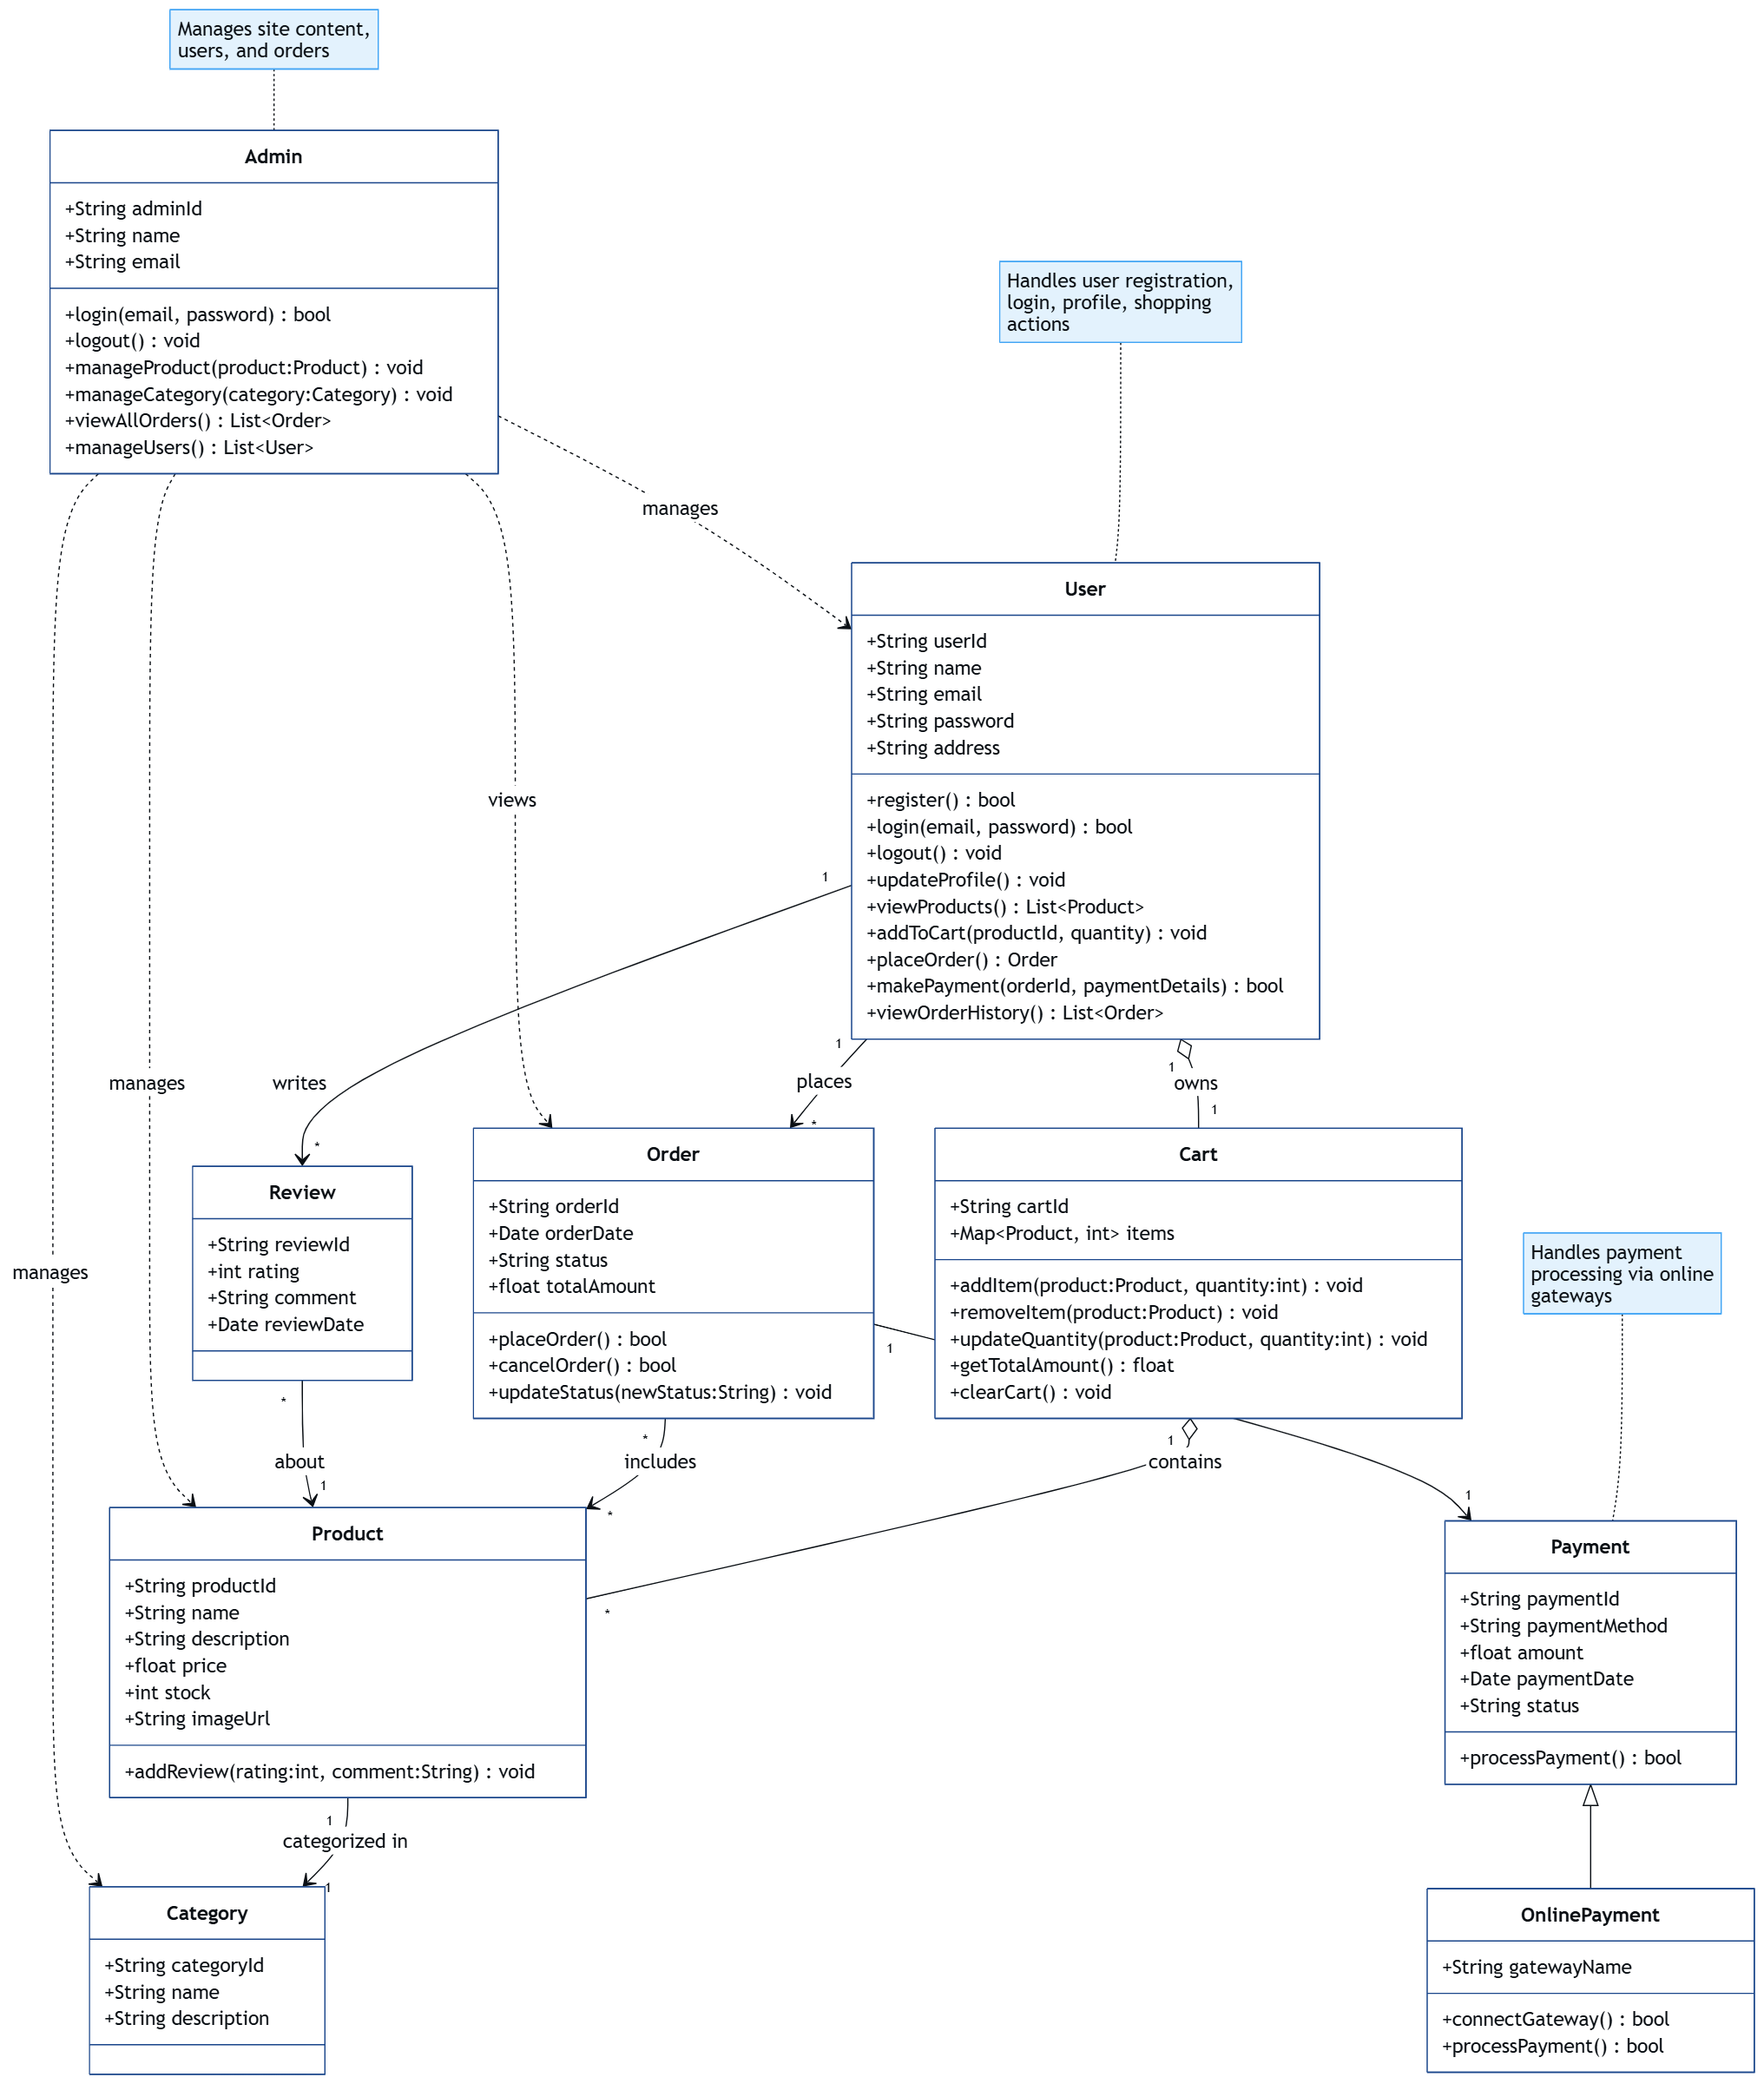 Manages site content,
users, and orders
Admin
+String adminId
+String name
+String email
+login(email, password) : bool
+logout() : void
+manageProduct(product:Product) : void
+manageCategory(category:Category) : void
+viewAllOrders() : List<Order>
+manageUsers() : List<User>
Handles user registration,
login, profile, shopping
actions
manages
User
+String userId
+String name
+String email
+String password
+String address
+register() : bool
+login(email, password) : bool
+logout() : void
+updateProfile() : void
+viewProducts() : List<Product>
+addToCart(productId, quantity) : void
+placeOrder() : Order
+makePayment(orderId, paymentDetails) : bool
+viewOrderHistory() : List<Order>
views
1
1
1
manages
writes
places
owns
*
*
1
Review
+String reviewId
+int rating
+String comment
+Date reviewDate
Order
+String orderId
+Date orderDate
+String status
+float totalAmount
+placeOrder() : bool
+cancelOrder() : bool
+updateStatus(newStatus:String) : void
1
Cart
+String cartId
+Map<Product, int> items
+addItem(product:Product, quantity:int) : void
+removeItem(product:Product) : void
+updateQuantity(product:Product, quantity:int) : void
+getTotalAmount() : float
+clearCart() : void
Handles payment
processing via online
gateways
manages
*
*
1
about
includes
contains
1
*
*
1
Product
+String productId
+String name
+String description
+float price
+int stock
+String imageUrl
+addReview(rating:int, comment:String) : void
Payment
+String paymentId
+String paymentMethod
+float amount
+Date paymentDate
+String status
+processPayment() : bool
1
categorized in
1
Category
+String categoryId
+String name
+String description
OnlinePayment
+String gatewayName
+connectGateway() : bool
+processPayment() : bool